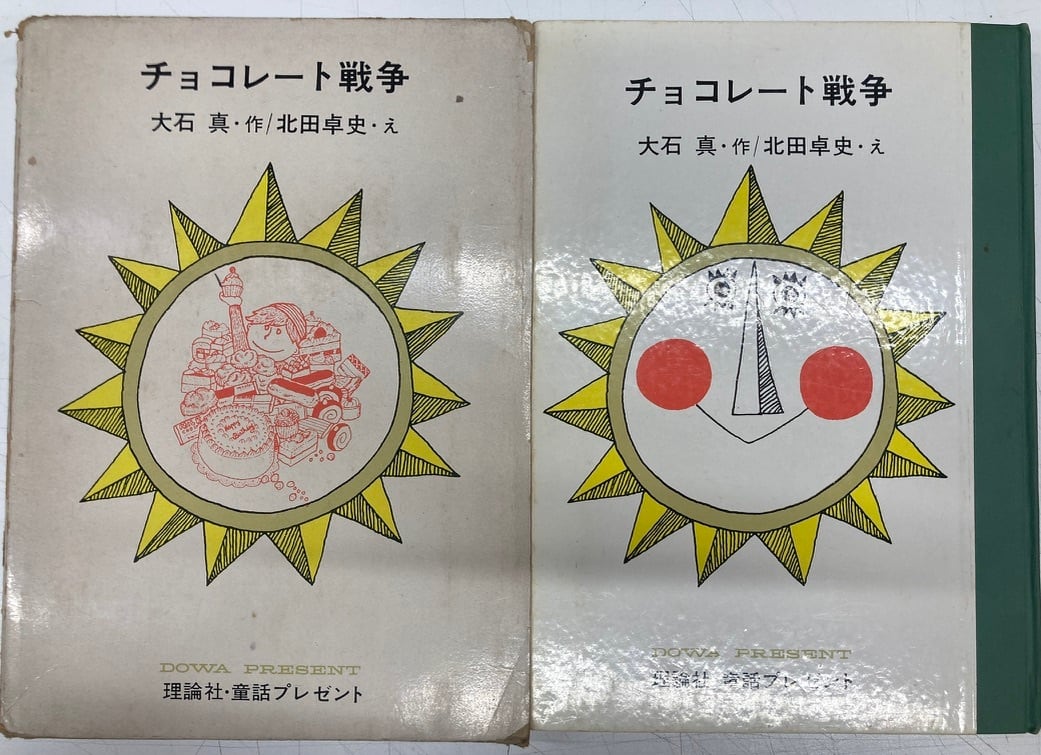 チョコレート戦争
大石 真・作/北田卓史・え
Happy
Birthday
DOWA PRESENT
理論社・童話プレゼント
チョコレート戦争
大石 真・作/北田卓史・え
DOWA PRESENT
理論社・童話プレゼント